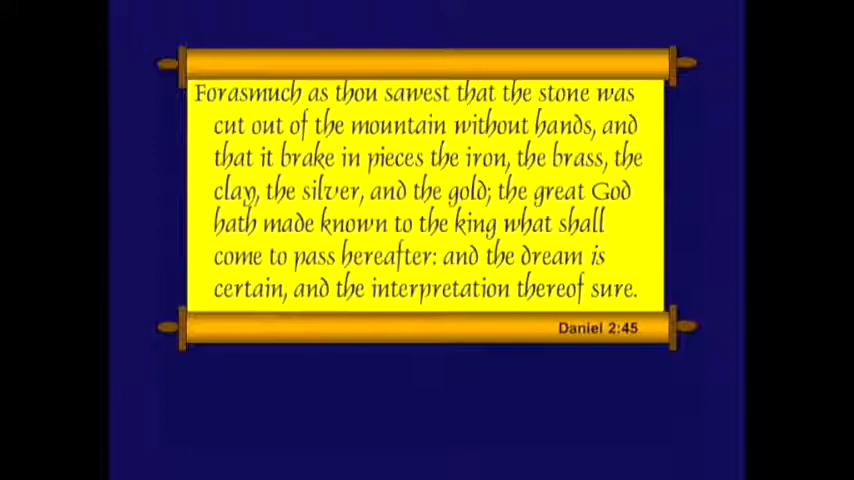 Forasmuch as thou sawest that the stone was
cut out of the mountain without hands, and
that it brake in pieces the iron, the brass, the
clay, the silver, and the gold; the great God
hath made known to the king what shall
come to pass hereafter: and the dream is
certain, and the interpretation thereof sure.
Daniel 2:45